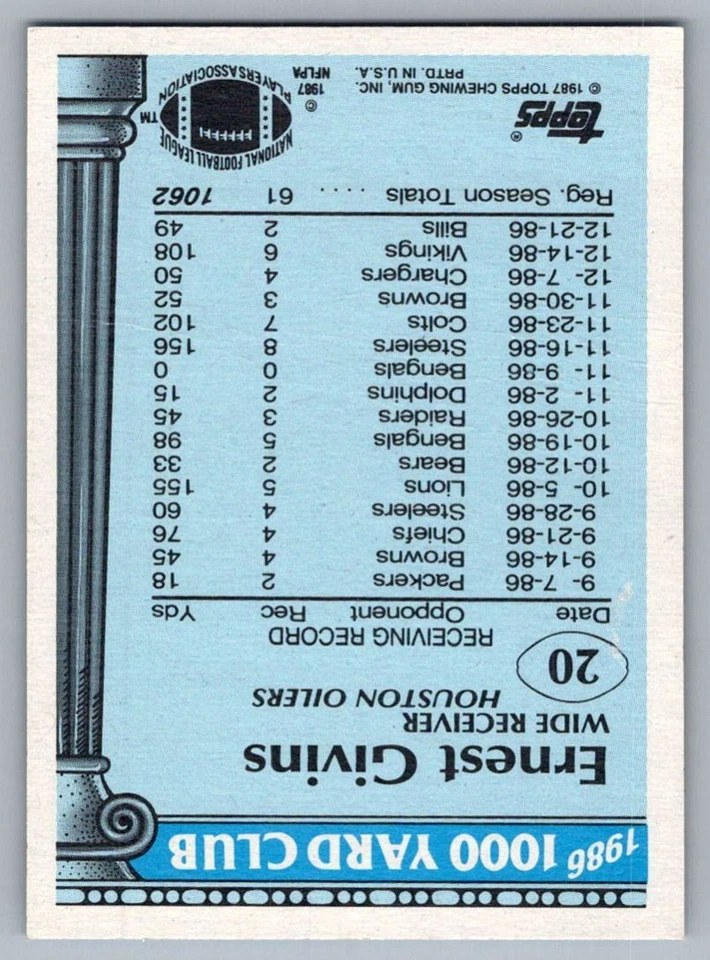 1986 1000 YARD CLUB
Ernest Givins
WIDE RECEIVER
HOUSTON OILERS
20
RECEIVING RECORD
Date Opponent Rec Yds
9- 7-86 Packers 2 18
9-14-86 Browns 4 45
9-21-86 Chiefs 4 76
9-28-86 Steelers 4 60
10- 5-86 Lions 5 155
10-12-86 Bears 2 33
10-19-86 Bengals 5 98
10-26-86 Raiders 3 45
11- 2-86 Dolphins 2 15
11- 9-86 Bengals 0 0
11-16-86 Steelers 8 156
11-23-86 Colts 7 102
11-30-86 Browns 3 52
12- 7-86 Chargers 4 50
12-14-86 Vikings 6 108
12-21-86 Bills 2 49
Reg. Season Totals .... 61 1062
topps®
© 1987 TOPPS CHEWING GUM, INC.
PRTD. IN U.S.A.
© 1987 NFLPA
NATIONAL FOOTBALL LEAGUE
PLAYERS ASSOCIATION
TM